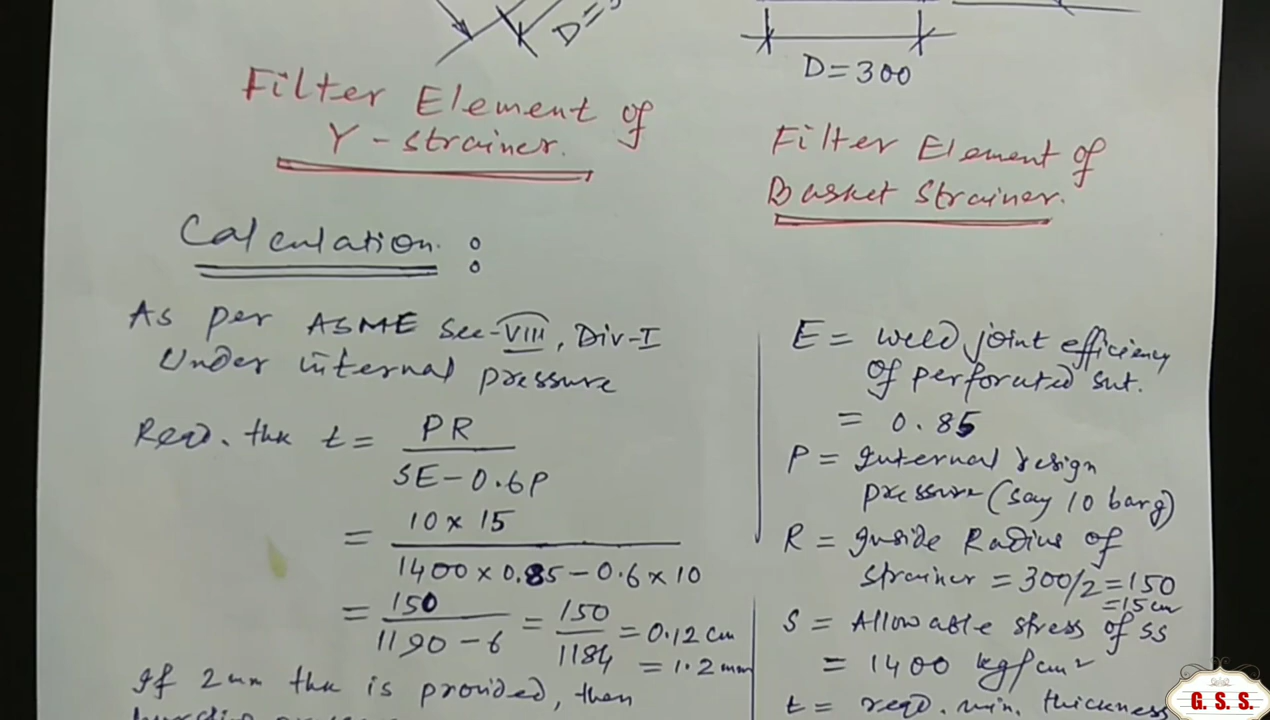 D=
D=300
Filter Element of
Y-strainer.
Filter Element of
Basket Strainer.
Calculation :
As per ASME Sec-VIII, Div-I
Under internal pressure
Reqd. thk t = PR
SE-0.6P
= 10 x 15
1400 x 0.85 - 0.6 x 10
= 150 = 150 = 0.12 cm
1190 - 6 1184 = 1.2 mm
If 2mm thk is provided, then
E = weld joint efficiency
of perforated sht.
= 0.85
P = Internal design
pressure (say 10 barg)
R = Inside Radius of
strainer = 300/2 = 150
= 15 cm
S = Allowable stress of SS
= 1400 kgf/cm²
t = reqd. min. thickness
G. S. S.